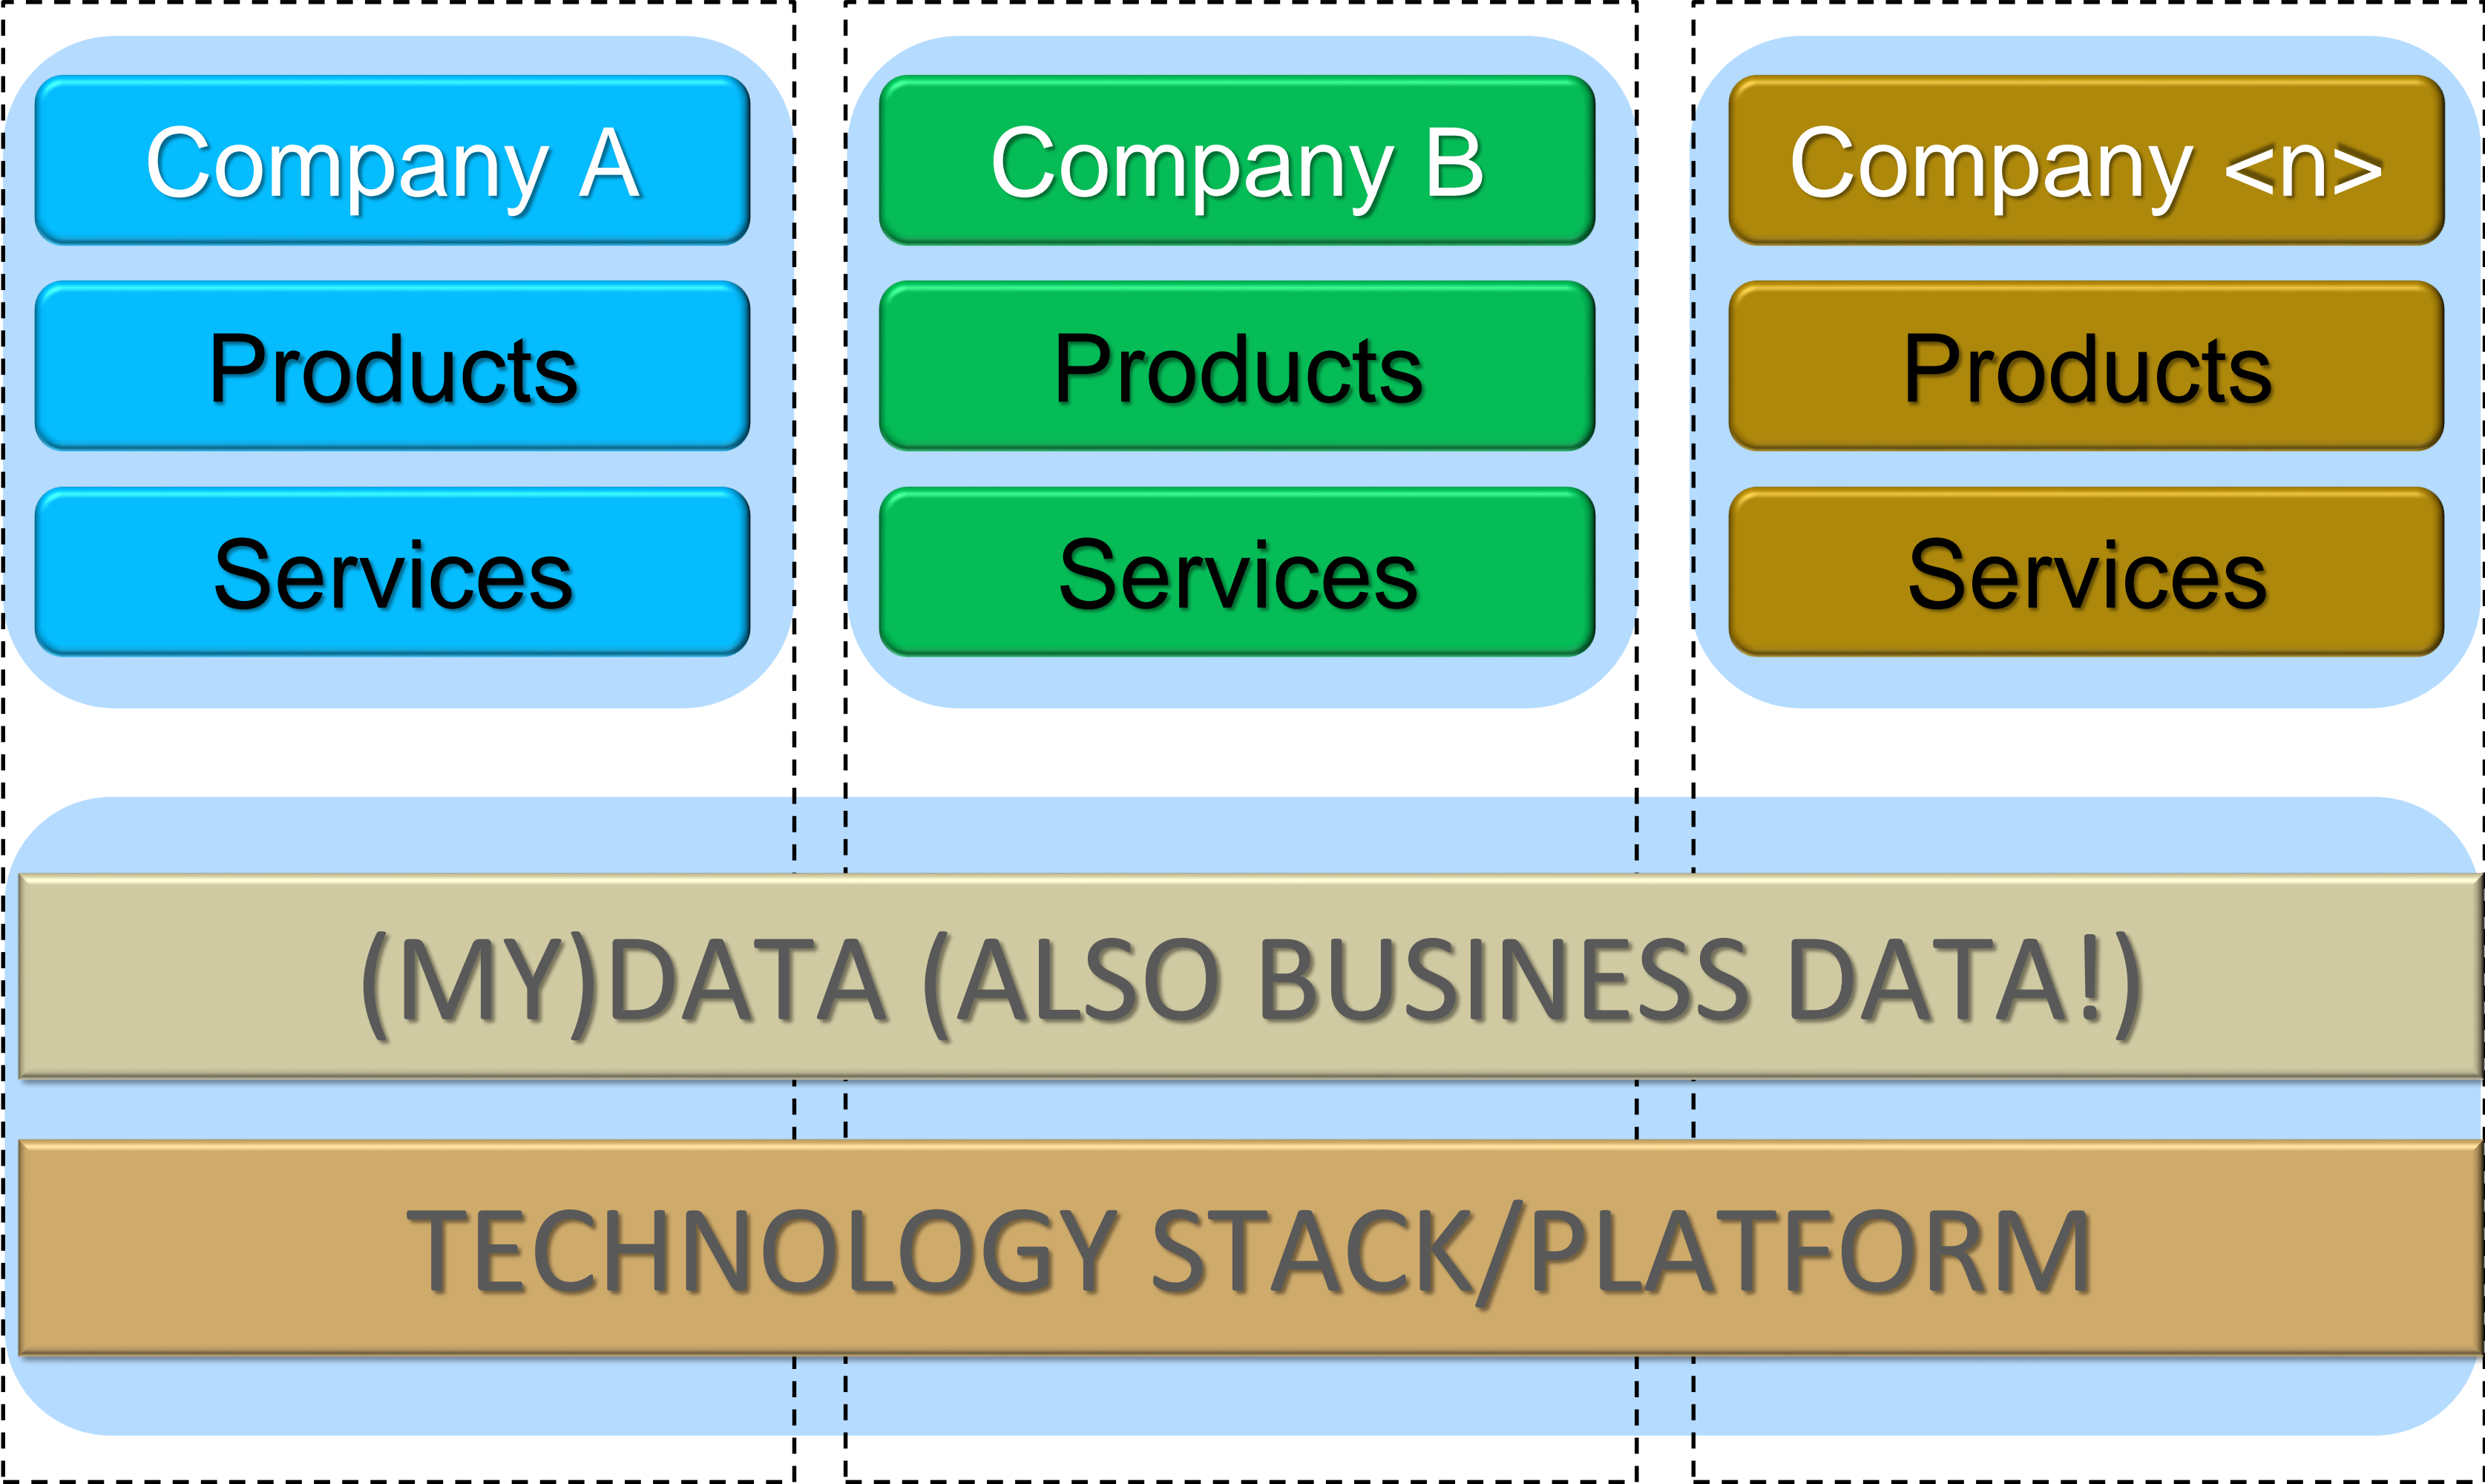 Company A
Products
Services
Company B
Products
Services
Company <n>
Products
Services
(MY)DATA (ALSO BUSINESS DATA!)
TECHNOLOGY STACK/PLATFORM